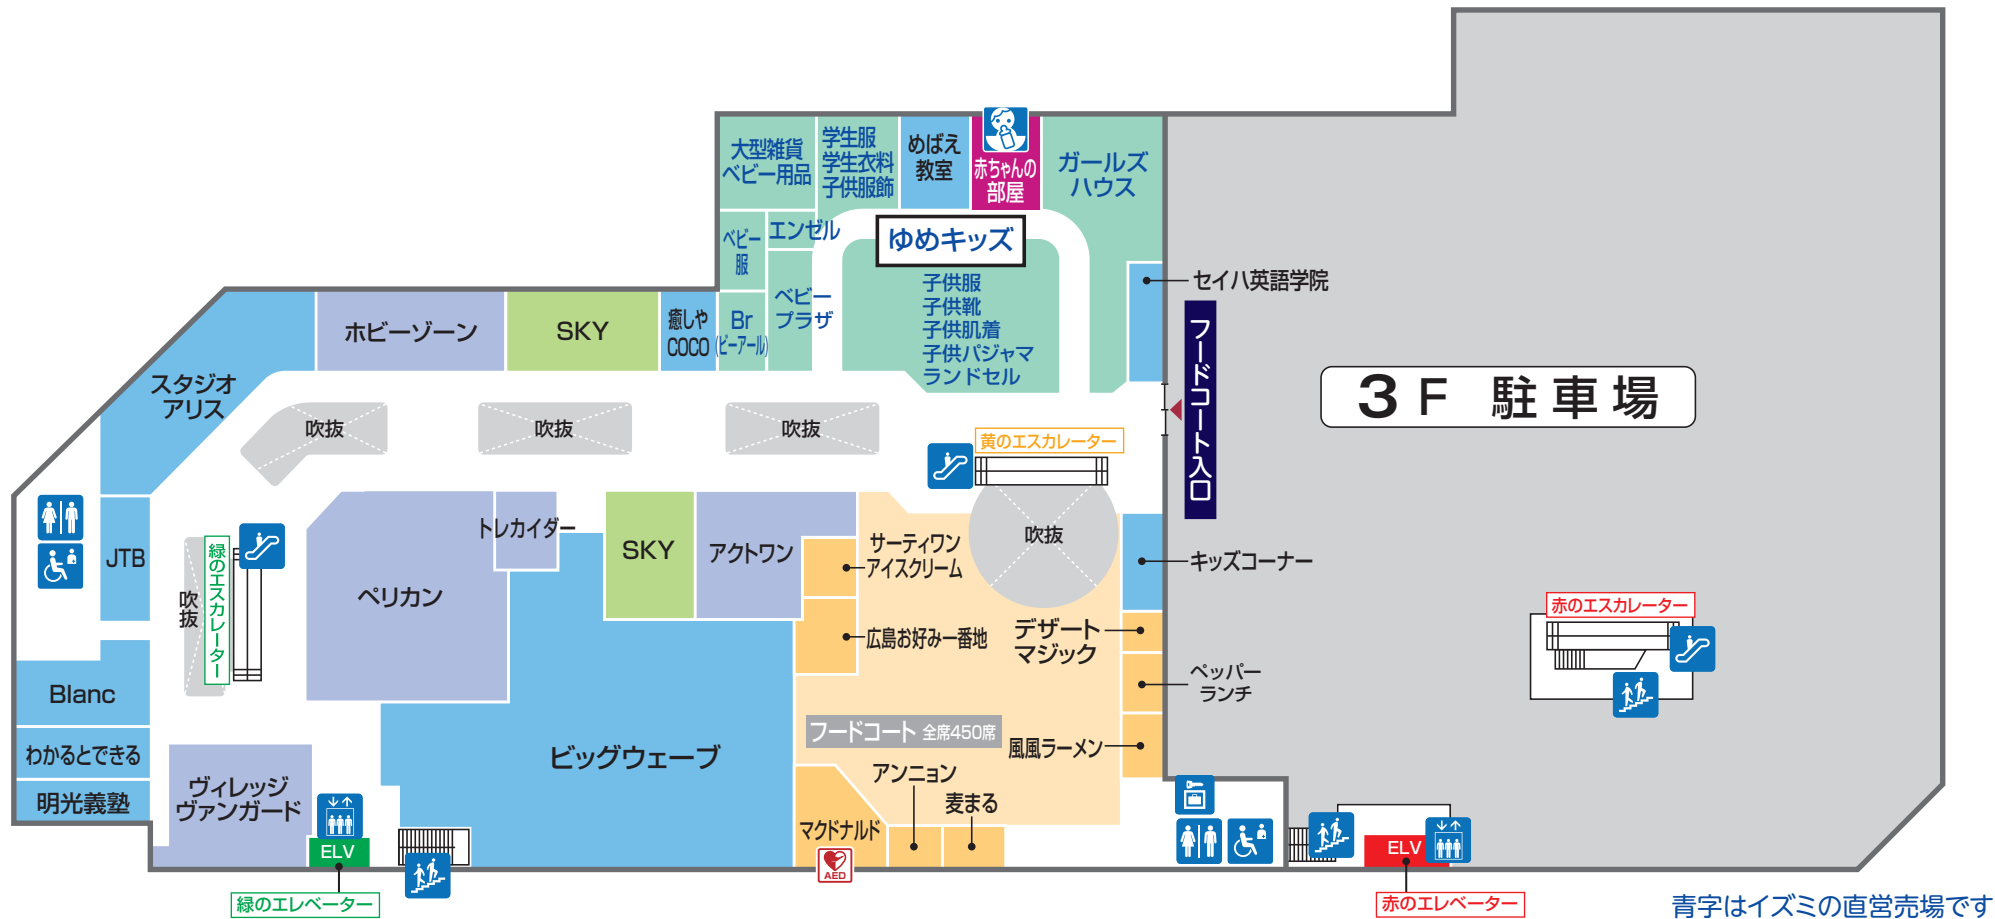 大型雑貨
ベビー用品
学生服
学生衣料
子供服飾
めばえ
教室
赤ちゃんの
部屋
ガールズ
ハウス
ベビー
服
エンゼル
ゆめキッズ
子供服
子供靴
子供肌着
子供パジャマ
ランドセル
ベビー
プラザ
Br
(ビーアール)
癒しや
COCO
SKY
ホビーゾーン
スタジオ
アリス
セイハ英語学院
フードコート入口
3F 駐車場
吹抜
吹抜
吹抜
黄のエスカレーター
吹抜
JTB
緑のエスカレーター
吹抜
ペリカン
トレカイダー
SKY
アクトワン
サーティワン
アイスクリーム
広島お好み一番地
キッズコーナー
デザート
マジック
ペッパー
ランチ
風風ラーメン
赤のエスカレーター
Blanc
わかるとできる
明光義塾
ヴィレッジ
ヴァンガード
ビッグウェーブ
フードコート 全席450席
アンニョン
麦まる
マクドナルド
AED
ELV
緑のエレベーター
ELV
赤のエレベーター
青字はイズミの直営売場です